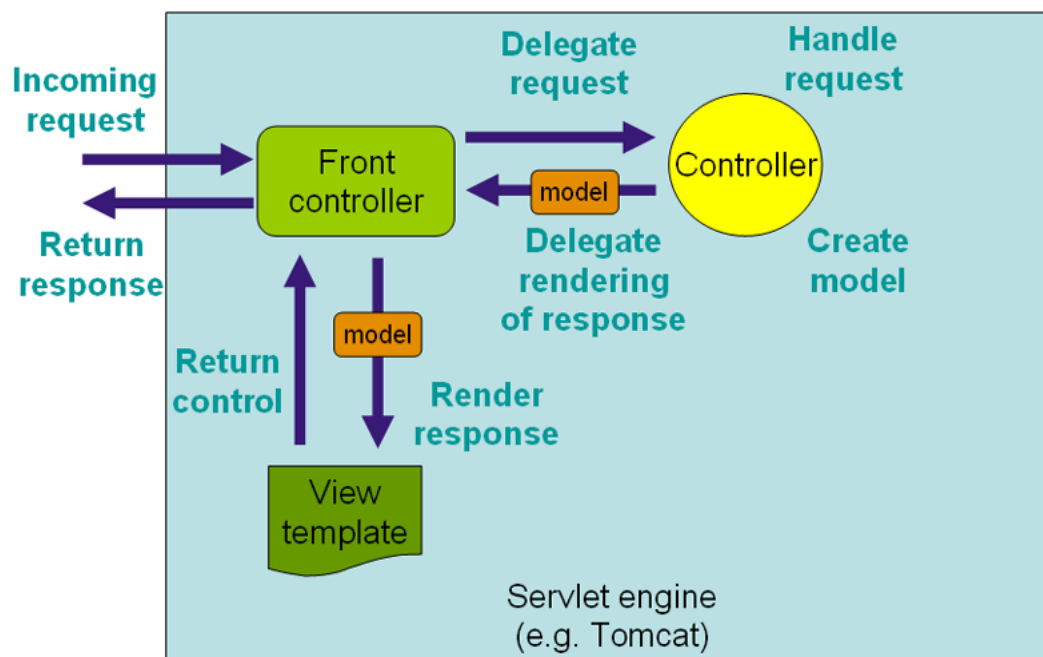 Incoming
request
Return
response
Front
controller
Delegate
request
Handle
request
Controller
model
Delegate
rendering
of response
Create
model
Return
control
model
Render
response
View
template
Servlet engine
(e.g. Tomcat)